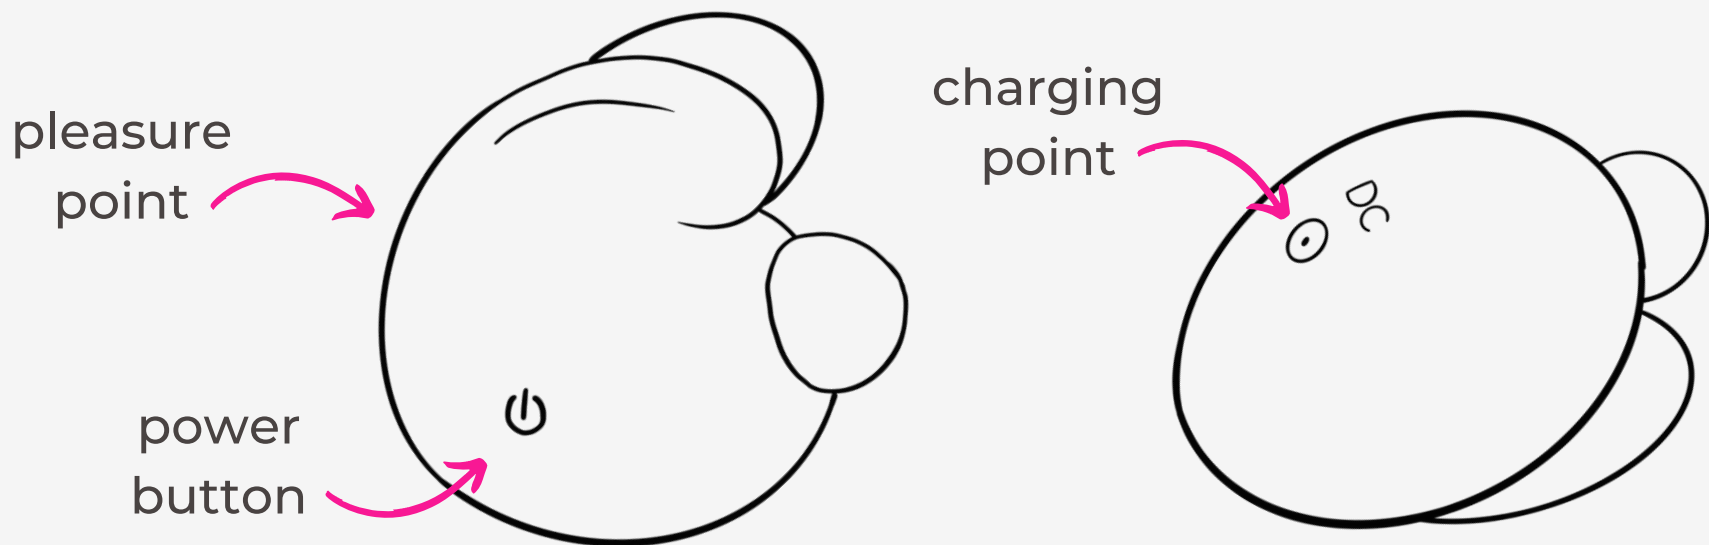 pleasure
point
power
button
charging
point
DC